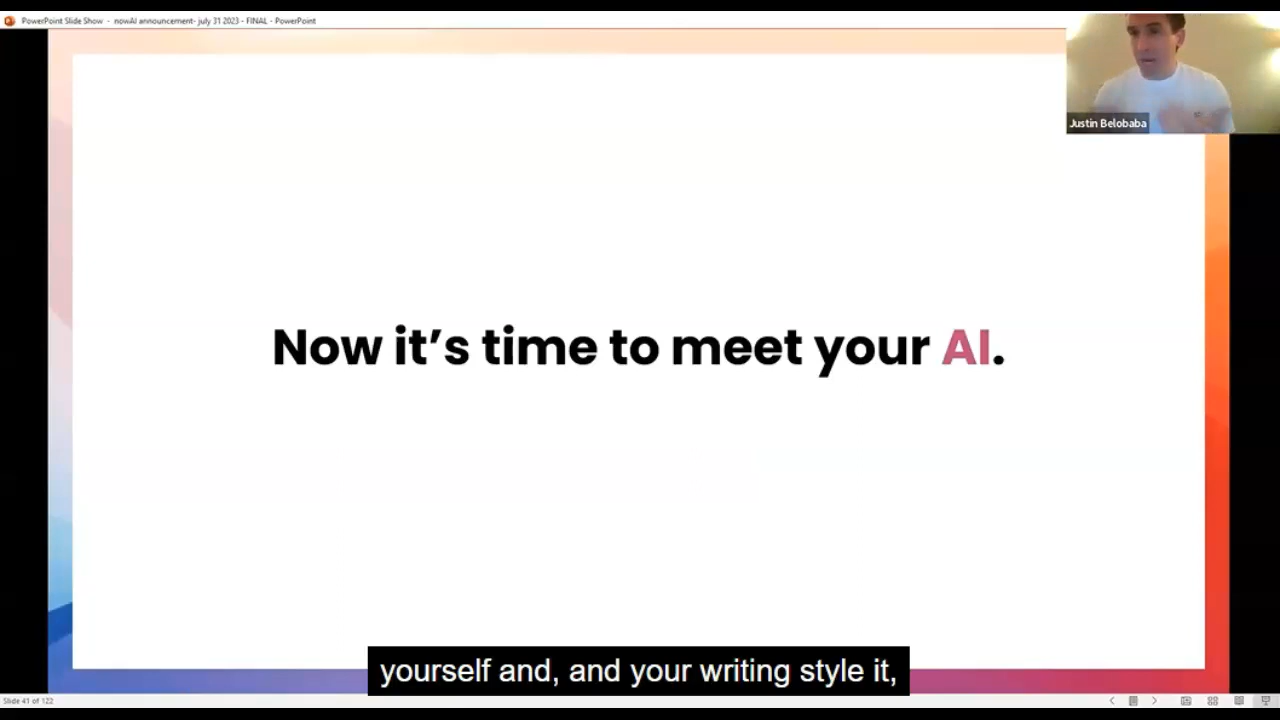 PowerPoint Slide Show - nowAI announcement- july 31 2023 - FINAL - PowerPoint
Justin Belobaba
Now it's time to meet your AI.
yourself and, and your writing style it,
Slide 41 of 122